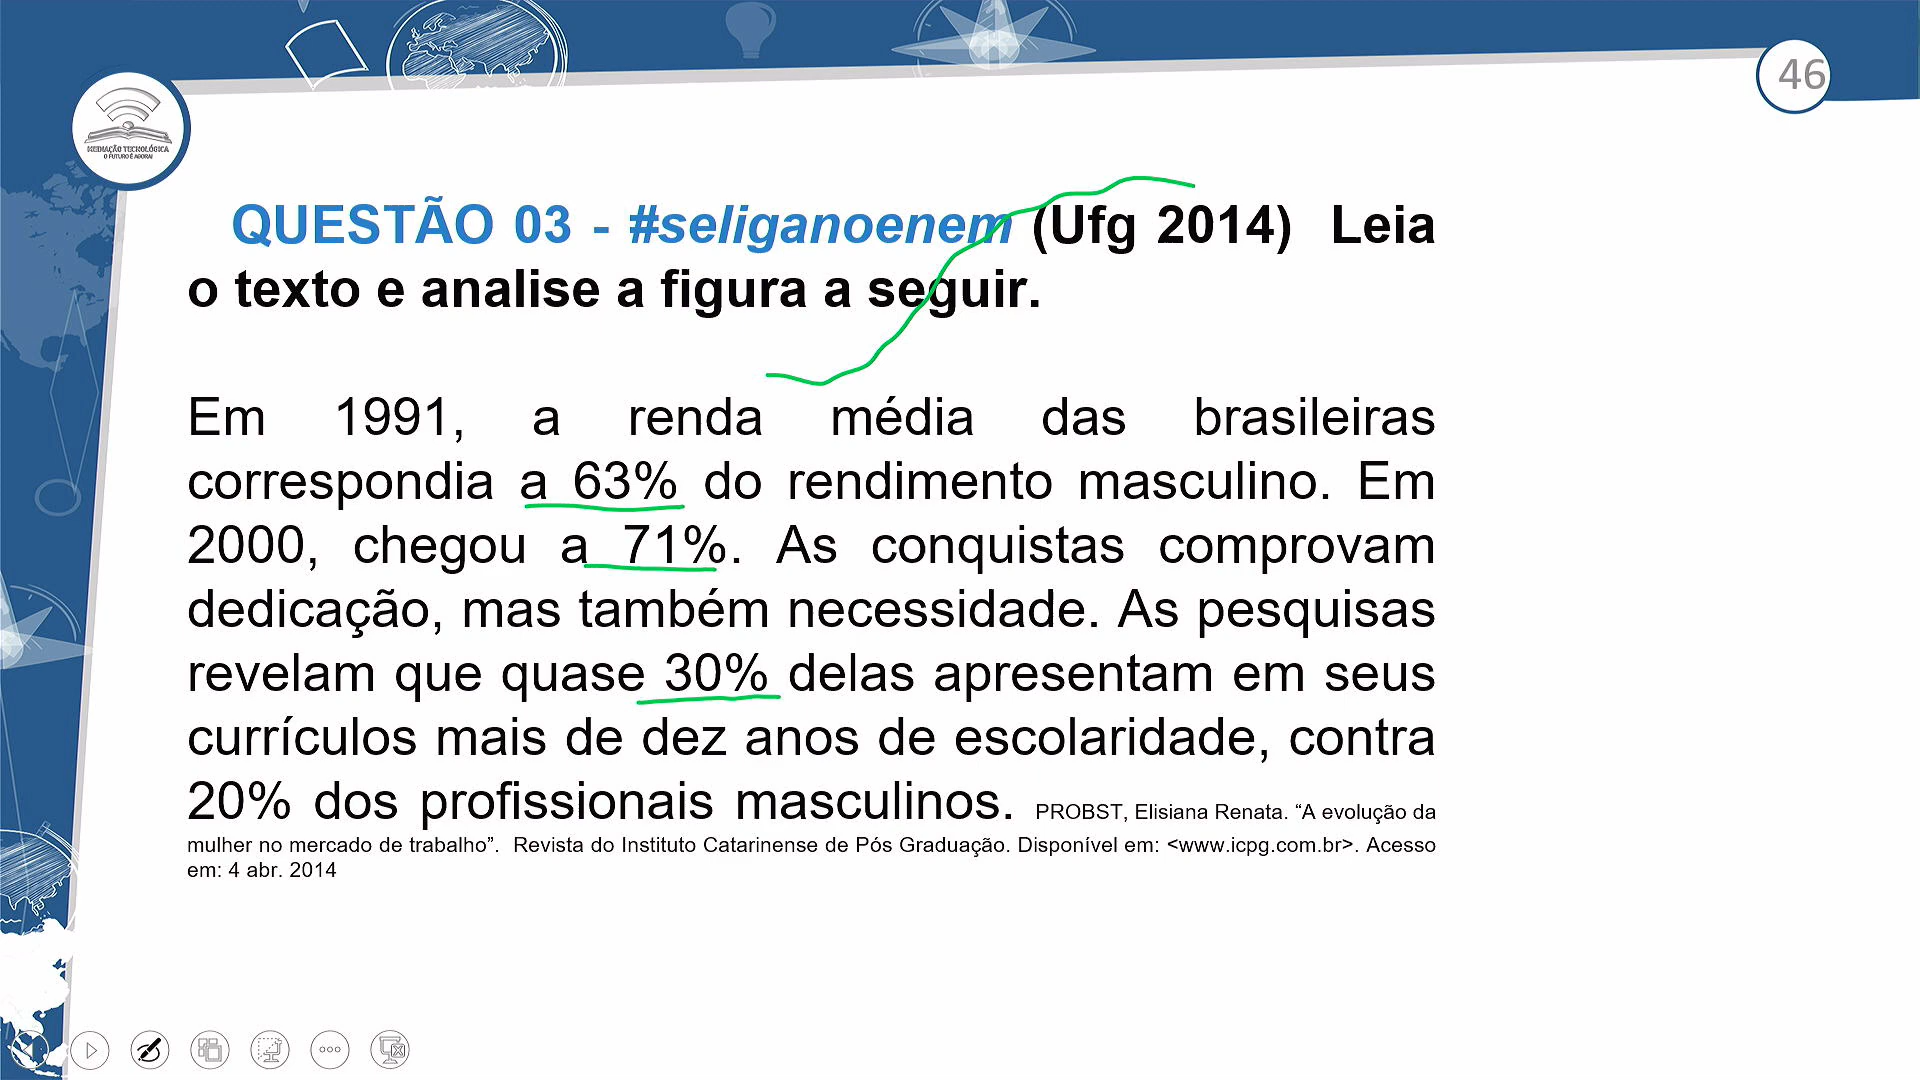 46
MEDIAÇÃO TECNOLÓGICA
O FUTURO É AGORA!
QUESTÃO 03 - #seliganoenem (Ufg 2014) Leia
o texto e analise a figura a seguir.
Em 1991, a renda média das brasileiras
correspondia a 63% do rendimento masculino. Em
2000, chegou a 71%. As conquistas comprovam
dedicação, mas também necessidade. As pesquisas
revelam que quase 30% delas apresentam em seus
currículos mais de dez anos de escolaridade, contra
20% dos profissionais masculinos. PROBST, Elisiana Renata. “A evolução da
mulher no mercado de trabalho”. Revista do Instituto Catarinense de Pós Graduação. Disponível em: <www.icpg.com.br>. Acesso
em: 4 abr. 2014